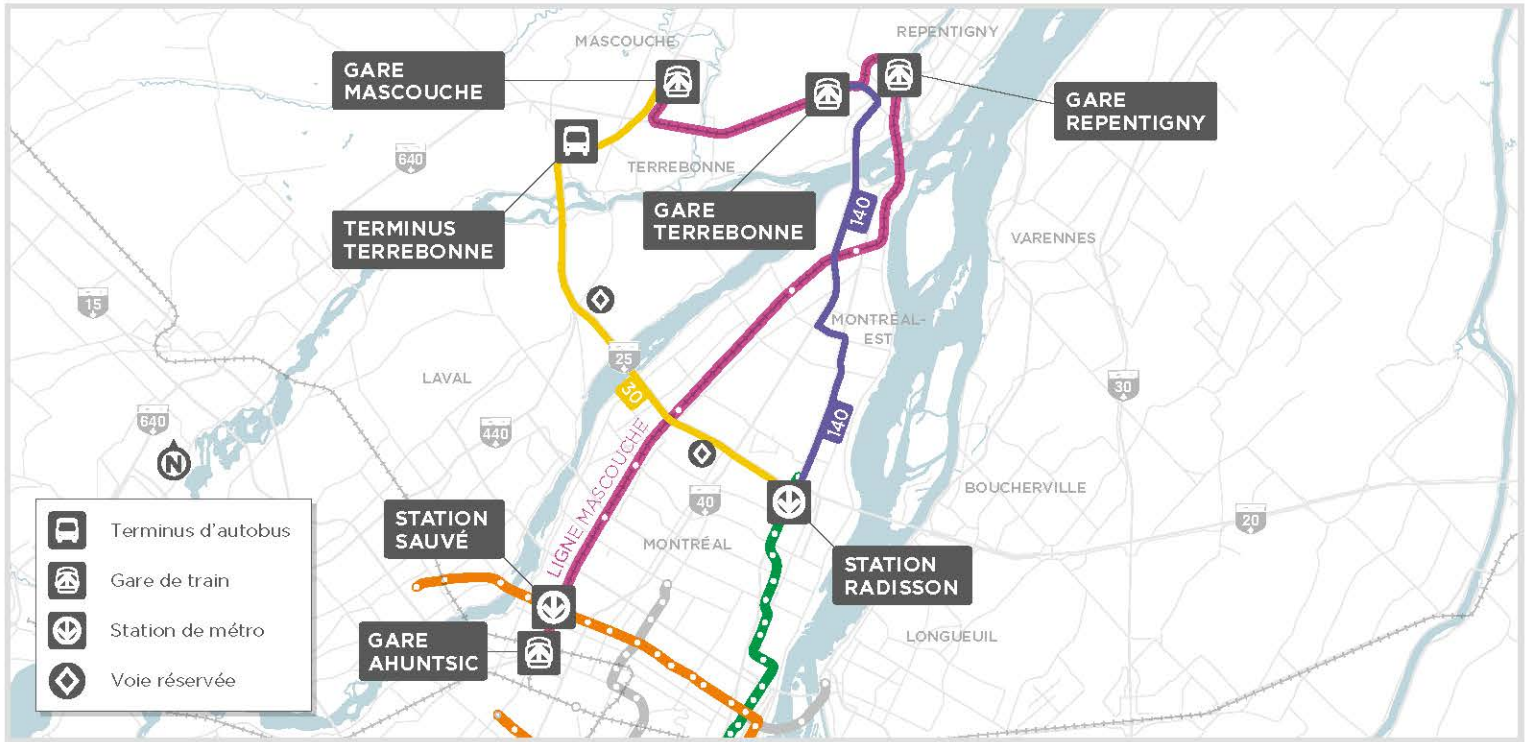 MASCOUCHE
REPENTIGNY
GARE
MASCOUCHE
GARE
REPENTIGNY
640
TERREBONNE
TERMINUS
TERREBONNE
GARE
TERREBONNE
140
VARENNES
15
MONTRÉAL-
EST
25
LAVAL
30
30
640
440
140
N
LIGNE MASCOUCHE
40
BOUCHERVILLE
20
STATION
SAUVÉ
MONTRÉAL
STATION
RADISSON
GARE
AHUNTSIC
LONGUEUIL
Terminus d'autobus
Gare de train
Station de métro
Voie réservée